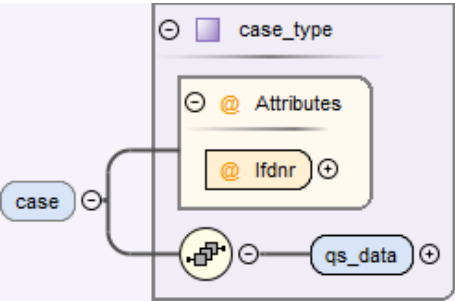 case_type
@ Attributes
@ lfdnr
case
qs_data